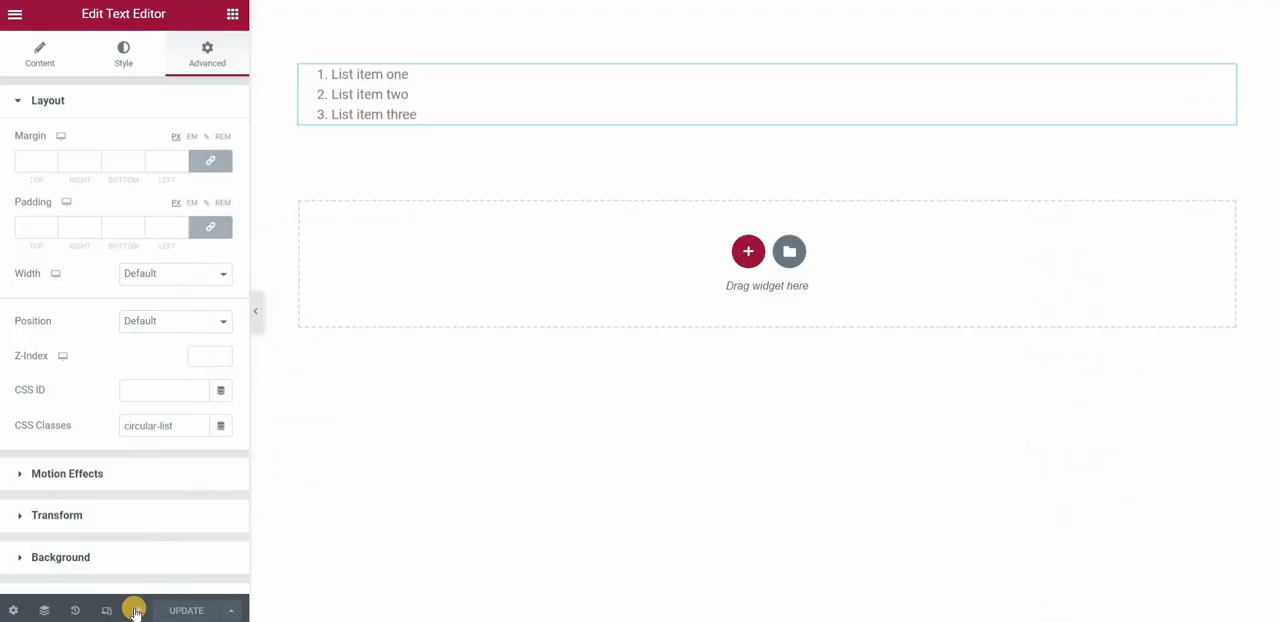 Edit Text Editor
Content
Style
Advanced
Layout
Margin
PX EM % REM
TOP RIGHT BOTTOM LEFT
Padding
PX EM % REM
TOP RIGHT BOTTOM LEFT
Width
Default
Position
Default
Z-Index
CSS ID
CSS Classes
circular-list
Motion Effects
Transform
Background
UPDATE
1. List item one
2. List item two
3. List item three
Drag widget here